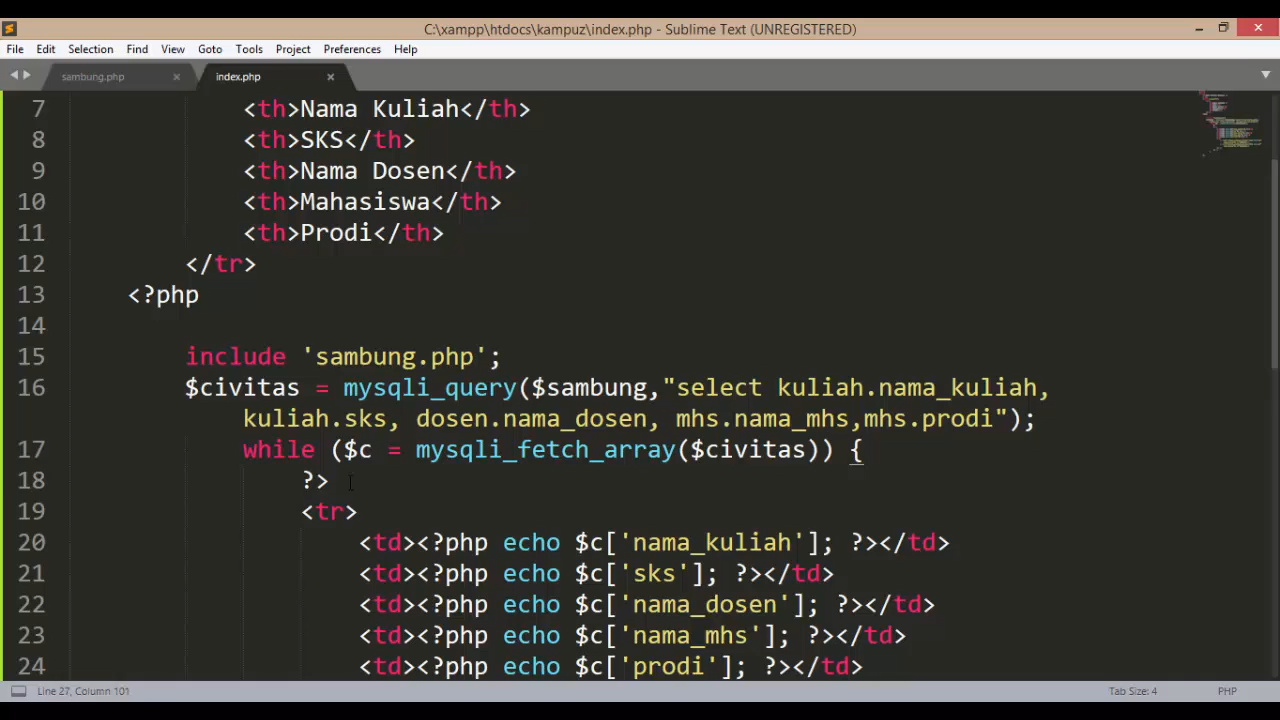 C:\xampp\htdocs\kampuz\index.php - Sublime Text (UNREGISTERED)
File Edit Selection Find View Goto Tools Project Preferences Help
sambung.php index.php
7 <th>Nama Kuliah</th>
8 <th>SKS</th>
9 <th>Nama Dosen</th>
10 <th>Mahasiswa</th>
11 <th>Prodi</th>
12 </tr>
13 <?php
14
15 include 'sambung.php';
16 $civitas = mysqli_query($sambung,"select kuliah.nama_kuliah,
kuliah.sks, dosen.nama_dosen, mhs.nama_mhs,mhs.prodi");
17 while ($c = mysqli_fetch_array($civitas)) {
18 ?>
19 <tr>
20 <td><?php echo $c['nama_kuliah']; ?></td>
21 <td><?php echo $c['sks']; ?></td>
22 <td><?php echo $c['nama_dosen']; ?></td>
23 <td><?php echo $c['nama_mhs']; ?></td>
24 <td><?php echo $c['prodi']; ?></td>
Line 27, Column 101 Tab Size: 4 PHP